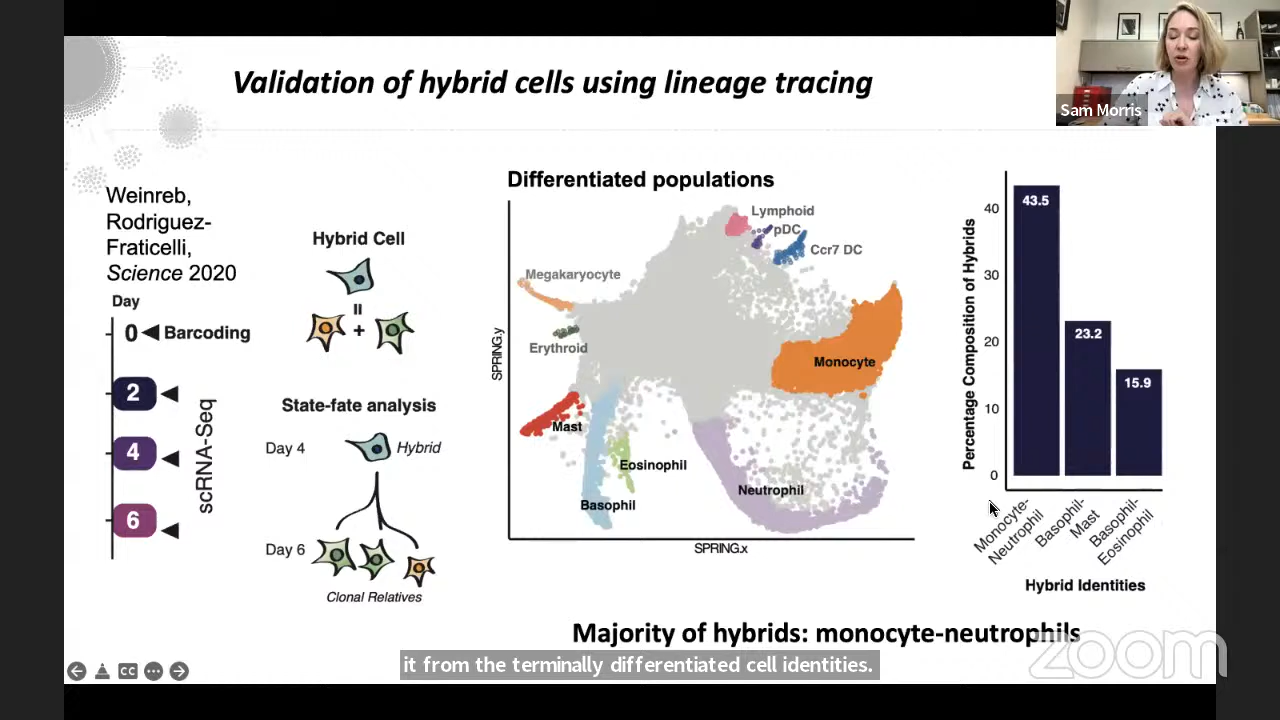 Validation of hybrid cells using lineage tracing
Sam Morris
Weinreb,
Rodriguez-
Fraticelli,
Science 2020
Day
0
Barcoding
2
4
6
scRNA-Seq
Hybrid Cell
=
+
State-fate analysis
Day 4
Hybrid
Day 6
Clonal Relatives
Differentiated populations
Lymphoid
pDC
Ccr7 DC
Megakaryocyte
Erythroid
Monocyte
Mast
Eosinophil
Neutrophil
Basophil
SPRING.y
SPRING.x
Percentage Composition of Hybrids
40
30
20
10
0
43.5
23.2
15.9
Monocyte-
Neutrophil
Basophil-
Mast
Basophil-
Eosinophil
Hybrid Identities
Majority of hybrids: monocyte-neutrophils
it from the terminally differentiated cell identities.
CC
zoom